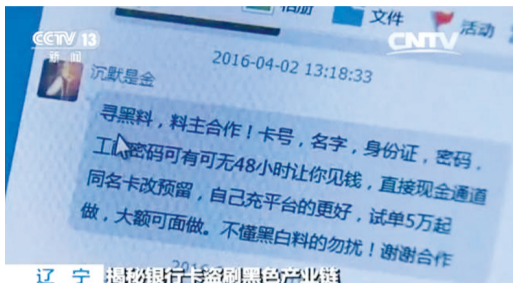 相册
文件
活动
CCTV 13
新闻
CNTV
2016-04-02 13:18:33
沉默是金
寻黑料，料主合作！卡号，名字，身份证，密码，
工网密码可有可无48小时让你见钱，直接现金通道
同名卡改预留，自己充平台的更好，试单5万起
做，大额可面做。不懂黑白料的勿扰！谢谢合作
辽 宁 揭秘银行卡盗刷黑色产业链